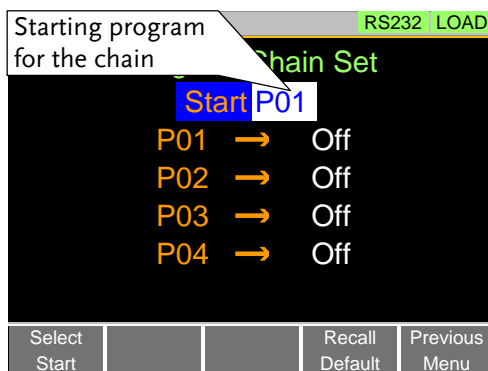 Starting program
for the chain
RS232 LOAD
Chain Set
Start P01
P01 → Off
P02 → Off
P03 → Off
P04 → Off
Select Start
Recall Default
Previous Menu